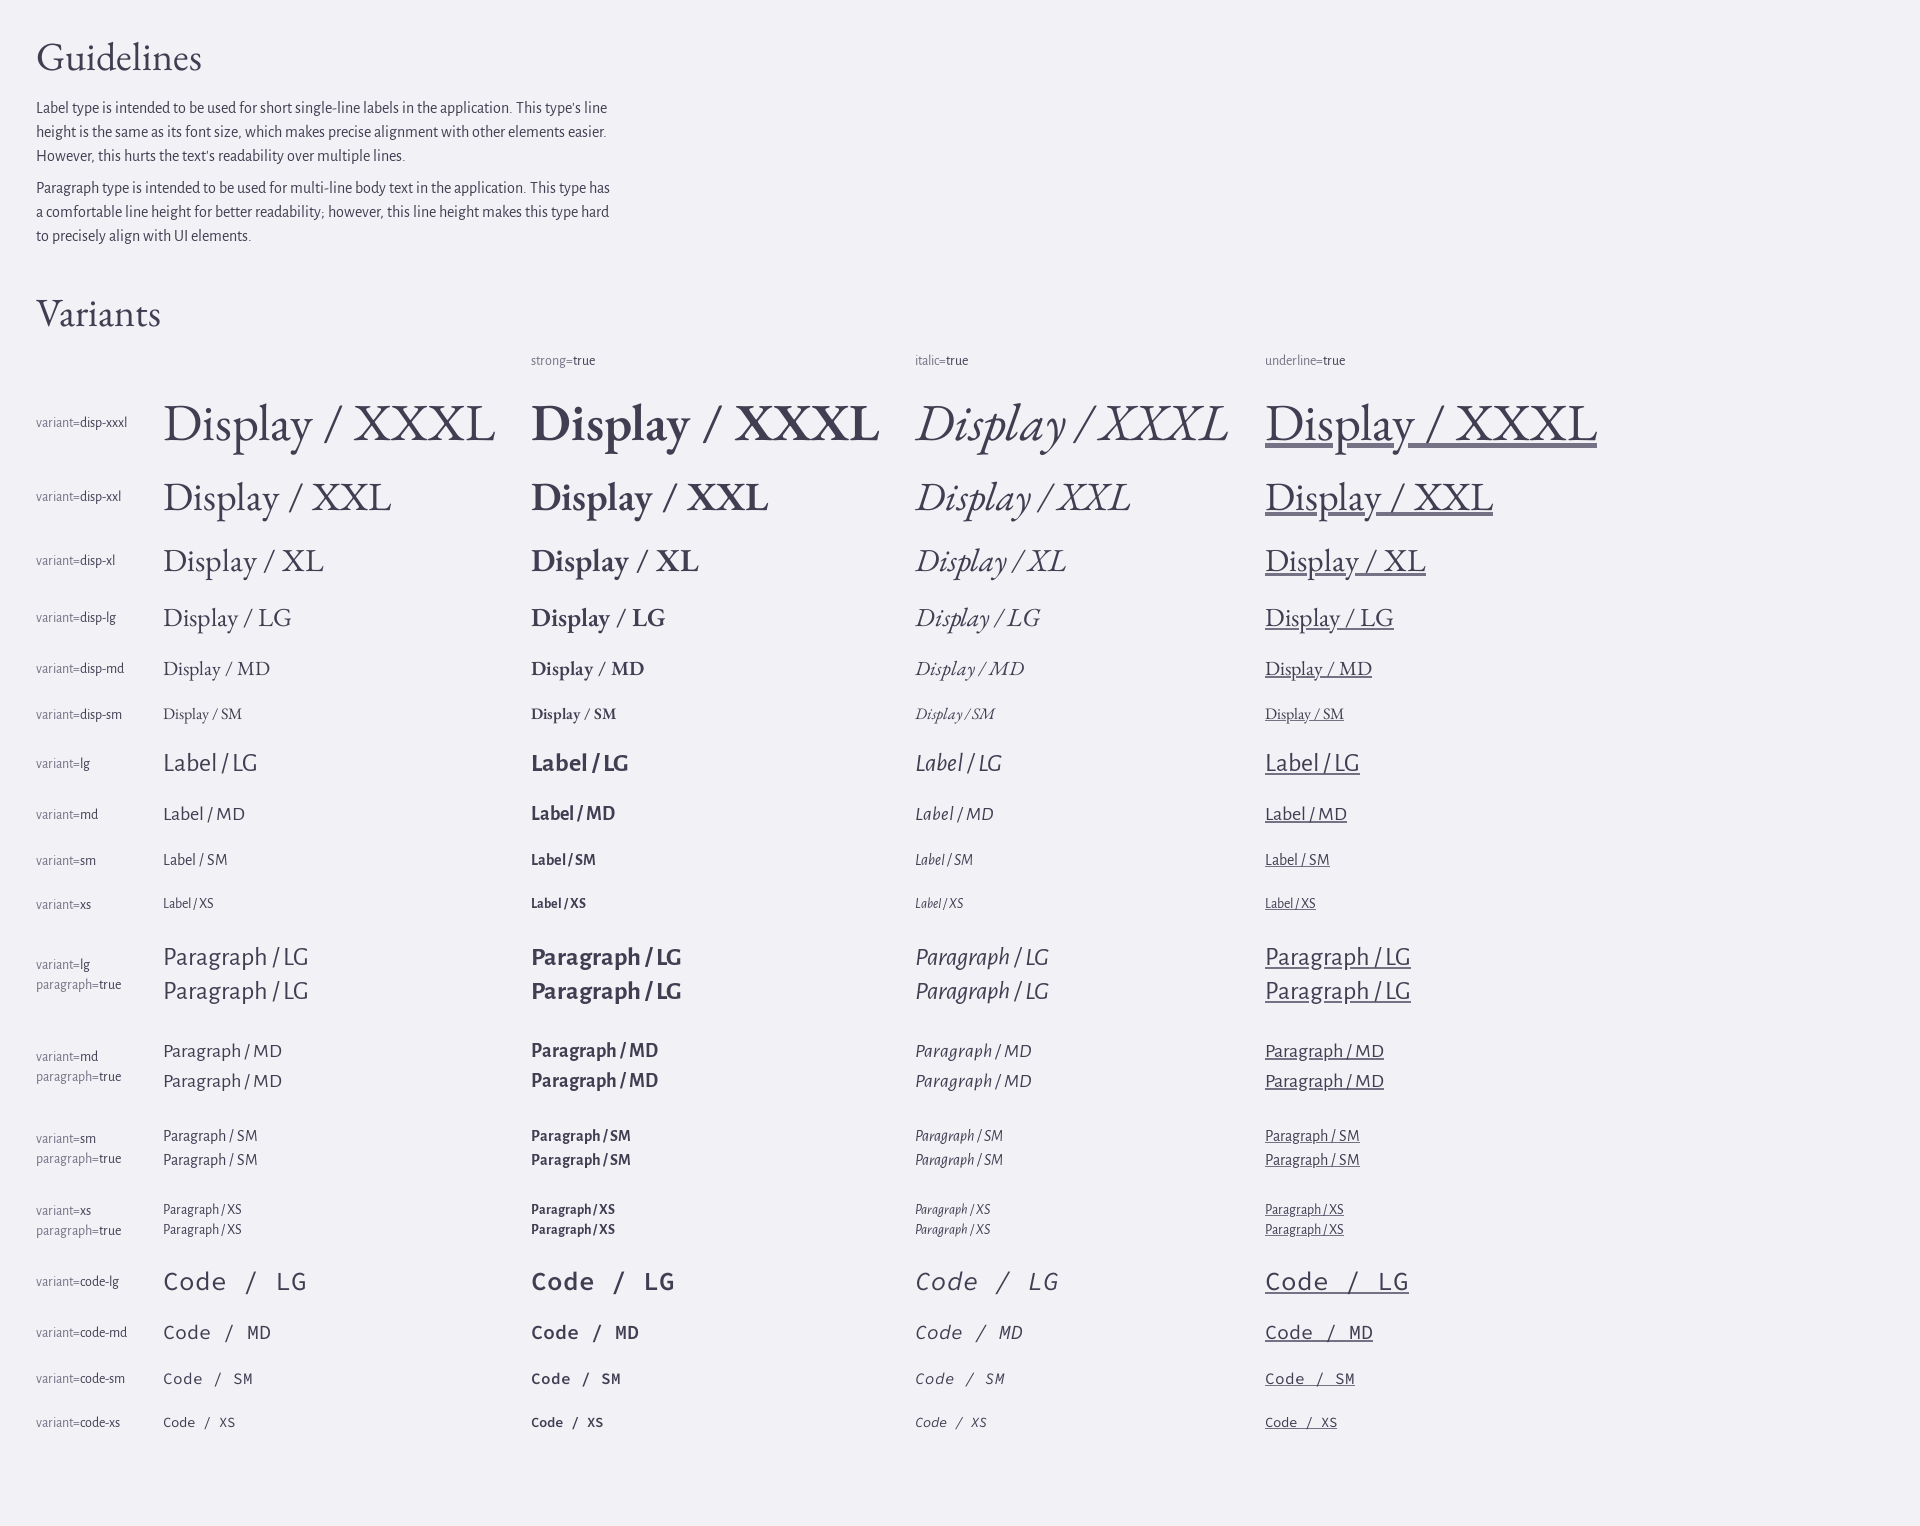 Guidelines
Label type is intended to be used for short single-line labels in the application. This type's line
height is the same as its font size, which makes precise alignment with other elements easier.
However, this hurts the text's readability over multiple lines.
Paragraph type is intended to be used for multi-line body text in the application. This type has
a comfortable line height for better readability; however, this line height makes this type hard
to precisely align with UI elements.
Variants
strong=true italic=true underline=true
variant=disp-xxxl Display / XXXL Display / XXXL Display / XXXL Display / XXXL
variant=disp-xxl Display / XXL Display / XXL Display / XXL Display / XXL
variant=disp-xl Display / XL Display / XL Display / XL Display / XL
variant=disp-lg Display / LG Display / LG Display / LG Display / LG
variant=disp-md Display / MD Display / MD Display / MD Display / MD
variant=disp-sm Display / SM Display / SM Display / SM Display / SM
variant=lg Label / LG Label / LG Label / LG Label / LG
variant=md Label / MD Label / MD Label / MD Label / MD
variant=sm Label / SM Label / SM Label / SM Label / SM
variant=xs Label / XS Label / XS Label / XS Label / XS
variant=lg Paragraph / LG Paragraph / LG Paragraph / LG Paragraph / LG
paragraph=true Paragraph / LG Paragraph / LG Paragraph / LG Paragraph / LG
variant=md Paragraph / MD Paragraph / MD Paragraph / MD Paragraph / MD
paragraph=true Paragraph / MD Paragraph / MD Paragraph / MD Paragraph / MD
variant=sm Paragraph / SM Paragraph / SM Paragraph / SM Paragraph / SM
paragraph=true Paragraph / SM Paragraph / SM Paragraph / SM Paragraph / SM
variant=xs Paragraph / XS Paragraph / XS Paragraph / XS Paragraph / XS
paragraph=true Paragraph / XS Paragraph / XS Paragraph / XS Paragraph / XS
variant=code-lg Code / LG Code / LG Code / LG Code / LG
variant=code-md Code / MD Code / MD Code / MD Code / MD
variant=code-sm Code / SM Code / SM Code / SM Code / SM
variant=code-xs Code / XS Code / XS Code / XS Code / XS